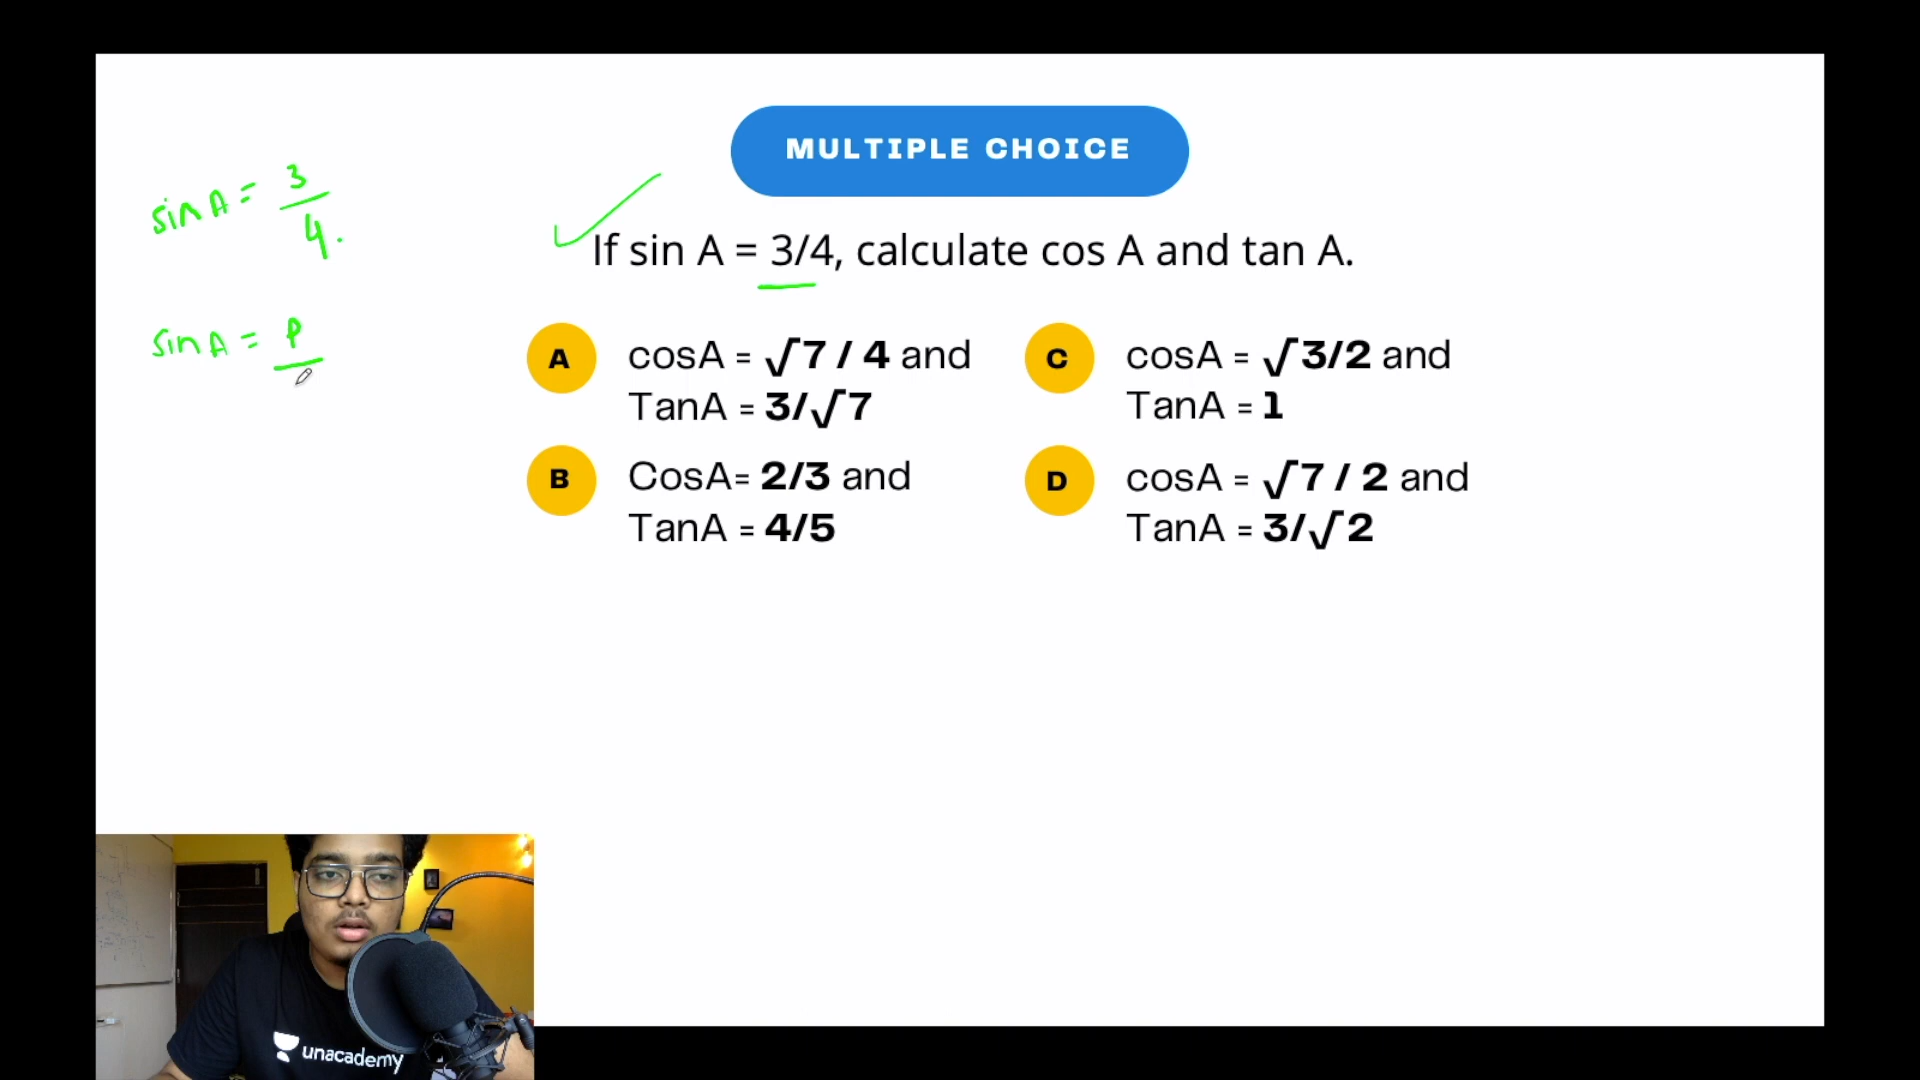 MULTIPLE CHOICE
sin A = 3/4.
If sin A = 3/4, calculate cos A and tan A.
sin A = P
A
cosA = √7 / 4 and
TanA = 3/√7
C
cosA = √3/2 and
TanA = 1
B
CosA= 2/3 and
TanA = 4/5
D
cosA = √7 / 2 and
TanA = 3/√2
unacademy